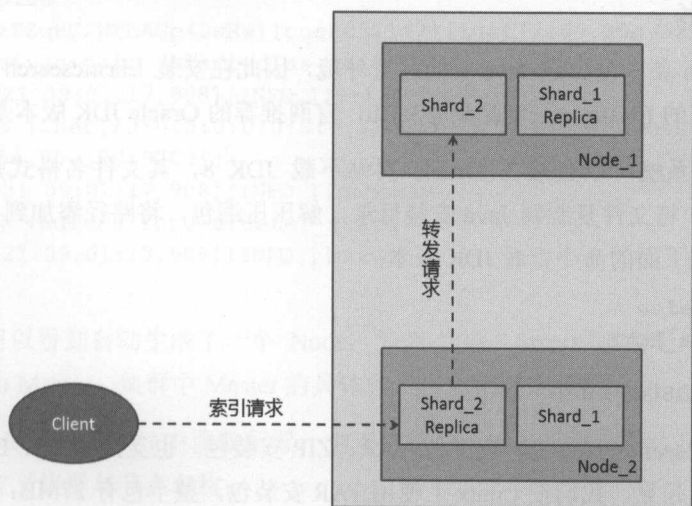 Shard_2
Shard_1
Replica
Node_1
转发请求
Client
索引请求
Shard_2
Replica
Shard_1
Node_2